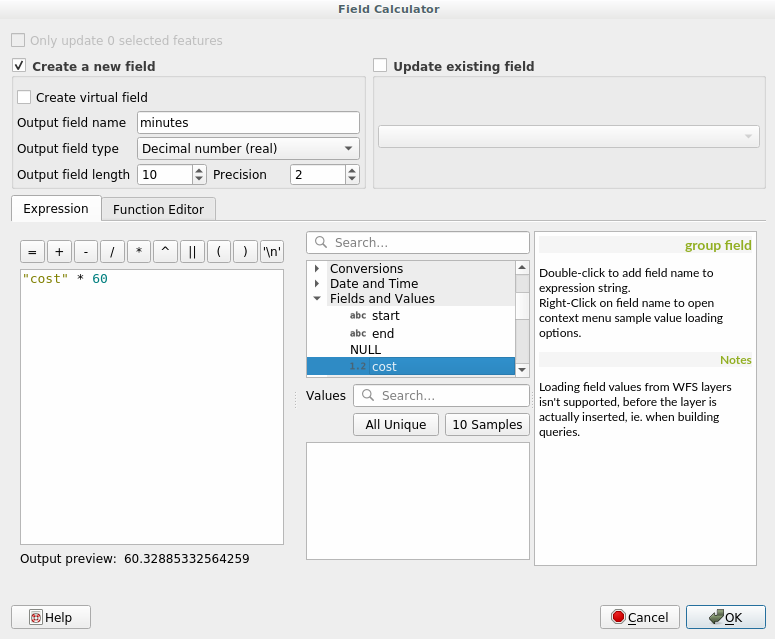 Field Calculator
Only update 0 selected features
Create a new field
Update existing field
Create virtual field
Output field name minutes
Output field type Decimal number (real)
Output field length 10 Precision 2
Expression Function Editor
= + - / * ^ || ( ) '\n'
"cost" * 60
Output preview: 60.32885332564259
Search...
Conversions
Date and Time
Fields and Values
abc start
abc end
NULL
1.2 cost
Values Search...
All Unique 10 Samples
group field
Double-click to add field name to
expression string.
Right-Click on field name to open
context menu sample value loading
options.
Notes
Loading field values from WFS layers
isn't supported, before the layer is
actually inserted, ie. when building
queries.
Help Cancel OK